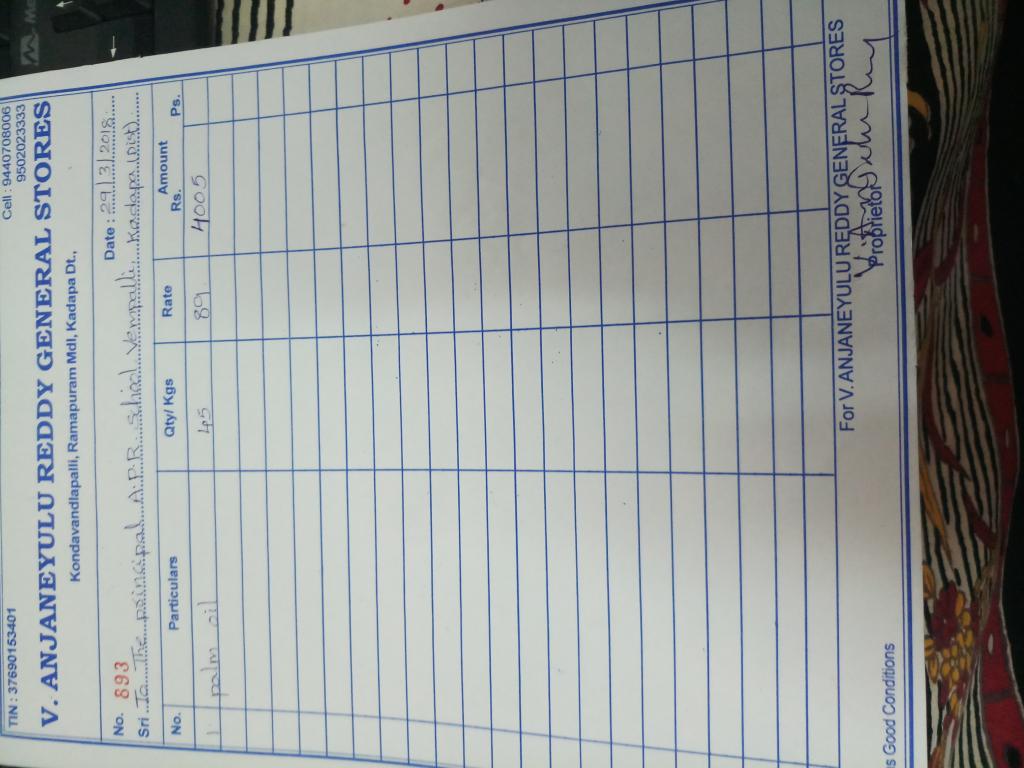 TIN : 37690153401 Cell : 9440708006
9502023333
V. ANJANEYULU REDDY GENERAL STORES
Kondavandlapalli, Ramapuram Mdl, Kadapa Dt.,
No. 893 Date : 29/3/2018
Sri To The painicipal A.P.R. School Vempalli. Kadapa (Dist)
No. Particulars Qty/ Kgs Rate Amount
Rs. Ps.
1 palm oil 45 89 4005
For V. ANJANEYULU REDDY GENERAL STORES
Proprietor
is Good Conditions